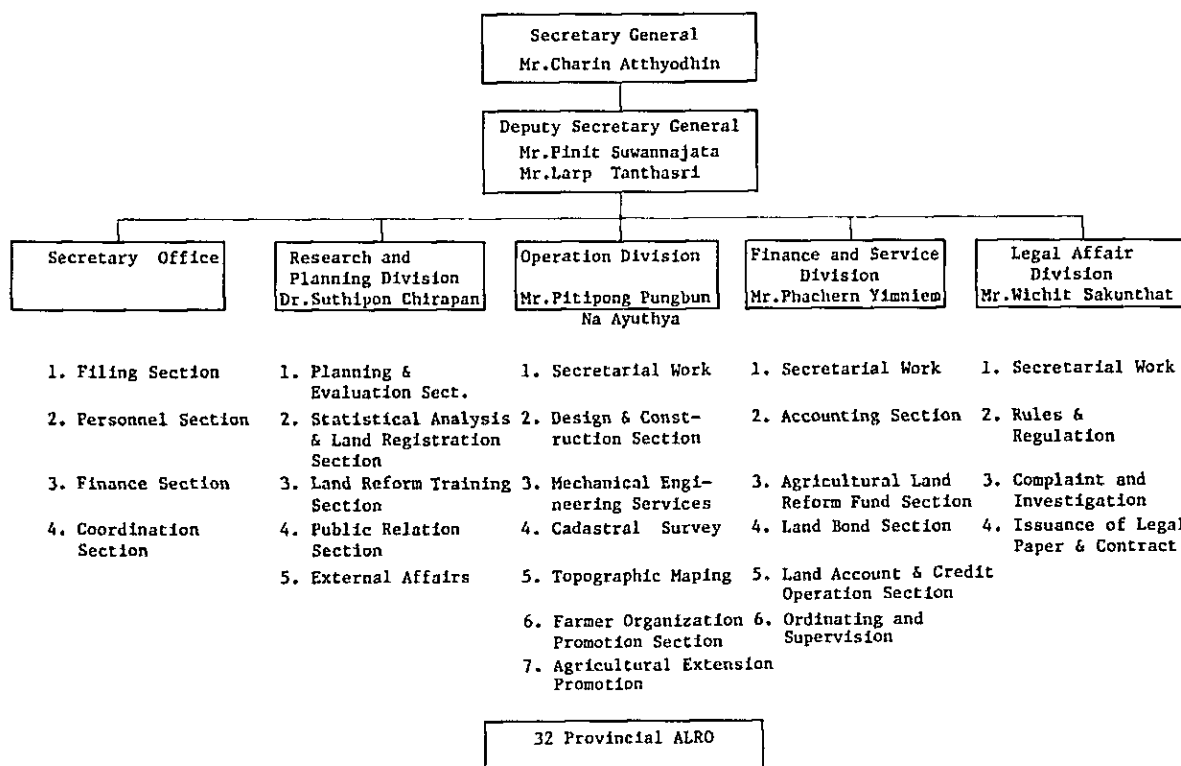 Secretary General
Mr.Charin Atthyodhin
Deputy Secretary General
Mr.Pinit Suwannajata
Mr.Larp Tanthasri
Secretary Office
Research and
Planning Division
Dr.Suthipon Chirapan
Operation Division
Mr.Pitipong Pungbun
Na Ayuthya
Finance and Service
Division
Mr.Phachern Yimniem
Legal Affair
Division
Mr.Wichit Sakunthat
1. Filing Section
2. Personnel Section
3. Finance Section
4. Coordination
Section
1. Planning &
Evaluation Sect.
2. Statistical Analysis
& Land Registration
Section
3. Land Reform Training
Section
4. Public Relation
Section
5. External Affairs
1. Secretarial Work
2. Design & Const-
ruction Section
3. Mechanical Engi-
neering Services
4. Cadastral Survey
5. Topographic Maping
6. Farmer Organization
Promotion Section
7. Agricultural Extension
Promotion
1. Secretarial Work
2. Accounting Section
3. Agricultural Land
Reform Fund Section
4. Land Bond Section
5. Land Account & Credit
Operation Section
6. Ordinating and
Supervision
1. Secretarial Work
2. Rules &
Regulation
3. Complaint and
Investigation
4. Issuance of Legal
Paper & Contract
32 Provincial ALRO